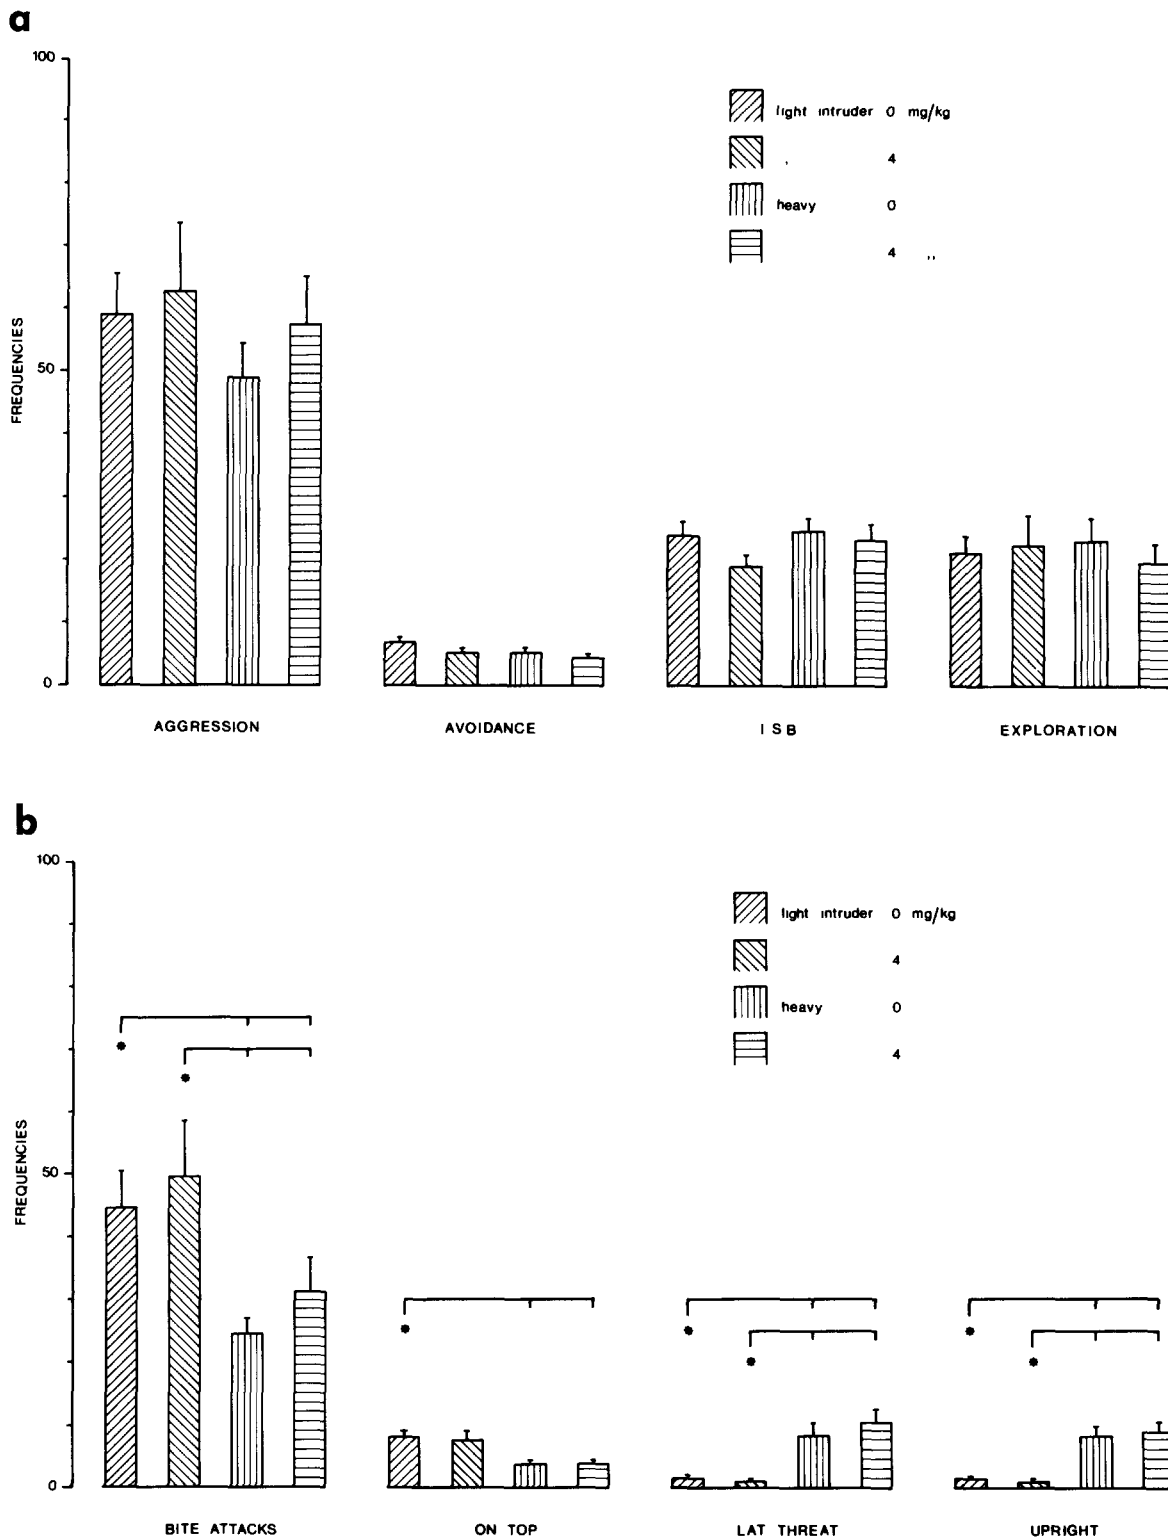 a
100
50
0
FREQUENCIES
light intruder 0 mg/kg
, 4
heavy 0
4 ,,
AGGRESSION AVOIDANCE I S B EXPLORATION
b
100
50
0
FREQUENCIES
light intruder 0 mg/kg
4
heavy 0
4
* *
* * *
* *
BITE ATTACKS ON TOP LAT THREAT UPRIGHT